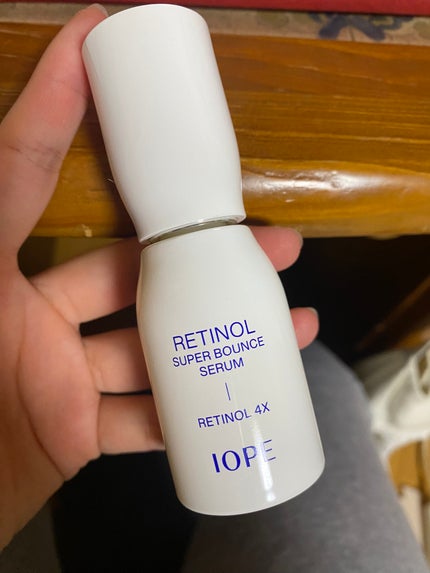 RETINOL
SUPER BOUNCE
SERUM
RETINOL 4X
IOPE